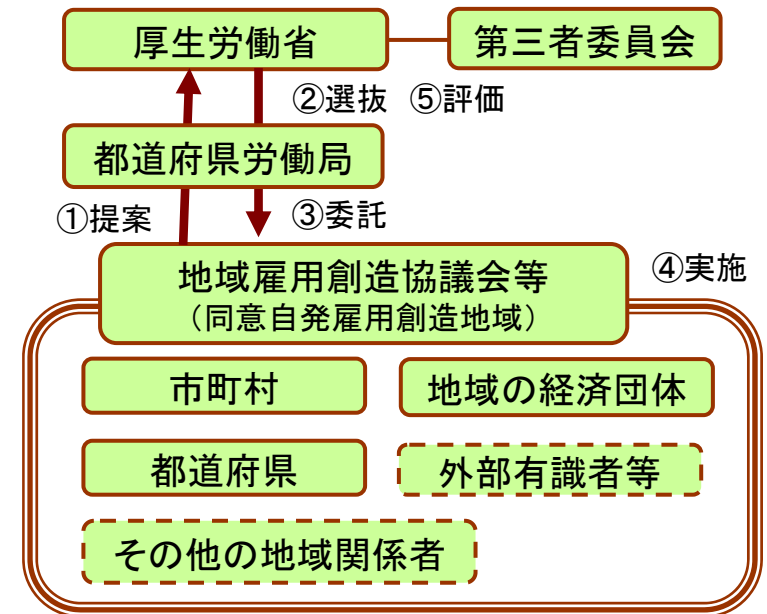 厚生労働省
第三者委員会
②選抜
⑤評価
都道府県労働局
①提案
③委託
地域雇用創造協議会等
（同意自発雇用創造地域）
④実施
市町村
地域の経済団体
都道府県
外部有識者等
その他の地域関係者